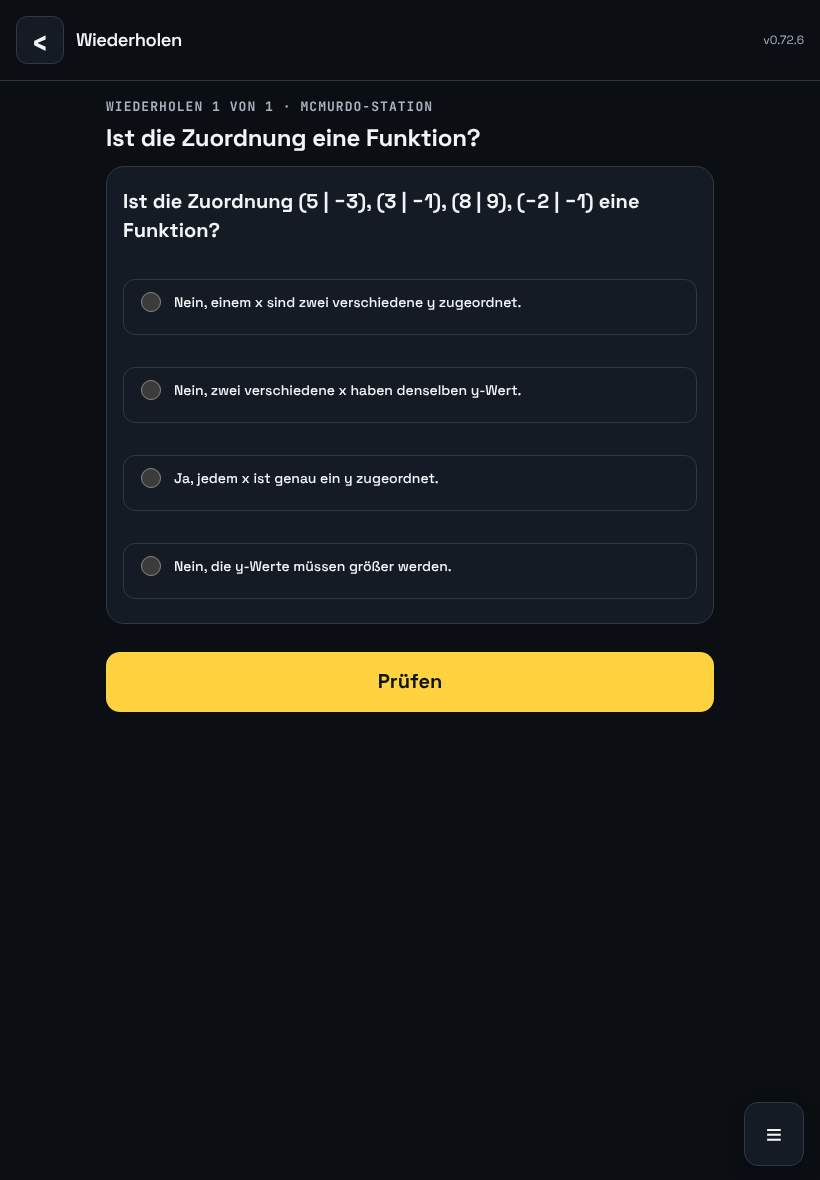 <
Wiederholen
v0.72.6
WIEDERHOLEN 1 VON 1 · MCMURDO-STATION
Ist die Zuordnung eine Funktion?
Ist die Zuordnung (5 | −3), (3 | −1), (8 | 9), (−2 | −1) eine
Funktion?
Nein, einem x sind zwei verschiedene y zugeordnet.
Nein, zwei verschiedene x haben denselben y-Wert.
Ja, jedem x ist genau ein y zugeordnet.
Nein, die y-Werte müssen größer werden.
Prüfen
≡